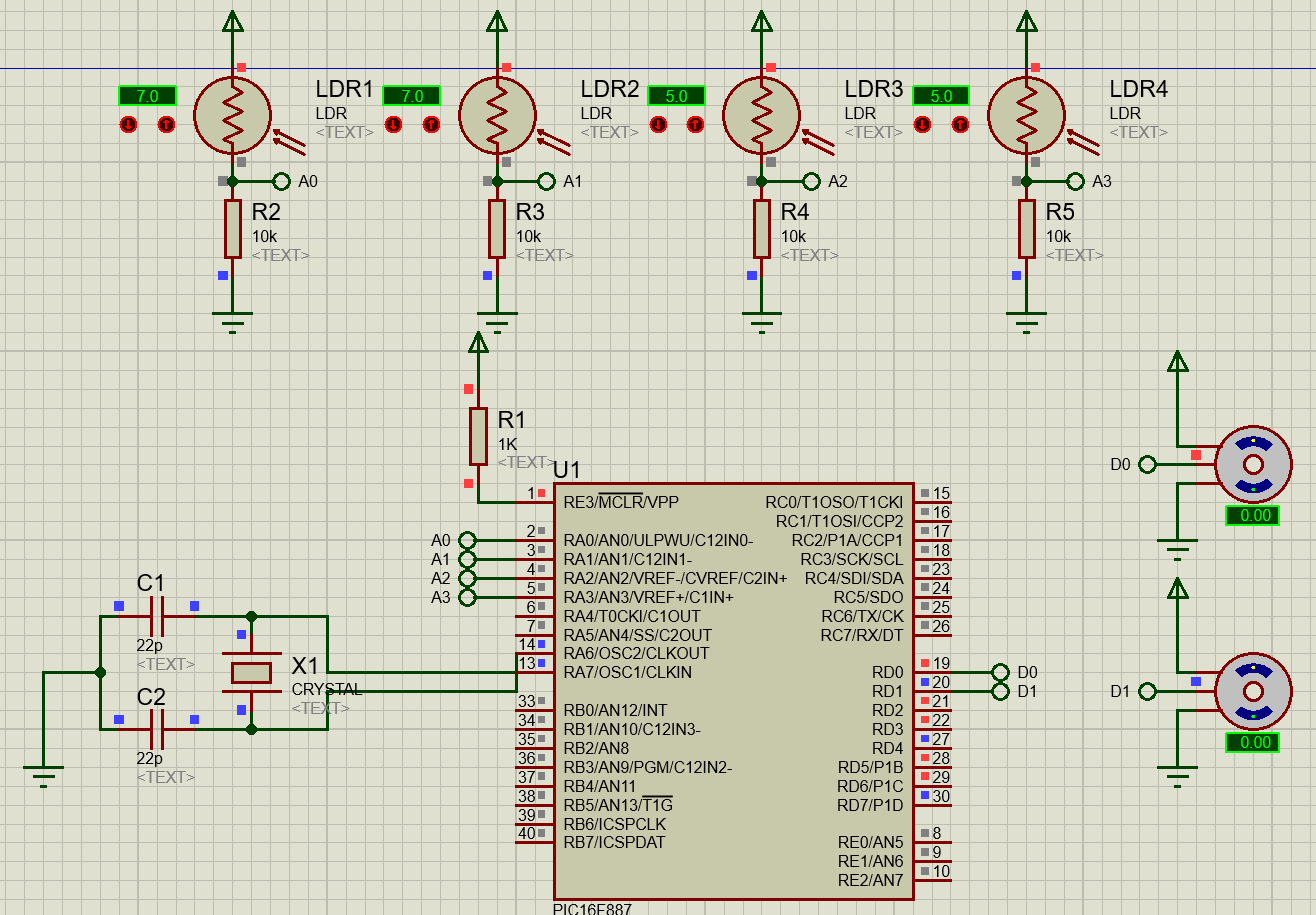 7.0
LDR1
LDR
<TEXT>
A0
R2
10k
<TEXT>
7.0
LDR2
LDR
<TEXT>
A1
R3
10k
<TEXT>
5.0
LDR3
LDR
<TEXT>
A2
R4
10k
<TEXT>
5.0
LDR4
LDR
<TEXT>
A3
R5
10k
<TEXT>
R1
1K
<TEXT>
U1
1 RE3/MCLR/VPP
A0 2 RA0/AN0/ULPWU/C12IN0-
A1 3 RA1/AN1/C12IN1-
A2 4 RA2/AN2/VREF-/CVREF/C2IN+
A3 5 RA3/AN3/VREF+/C1IN+
6 RA4/T0CKI/C1OUT
7 RA5/AN4/SS/C2OUT
14 RA6/OSC2/CLKOUT
13 RA7/OSC1/CLKIN
33 RB0/AN12/INT
34 RB1/AN10/C12IN3-
35 RB2/AN8
36 RB3/AN9/PGM/C12IN2-
37 RB4/AN11
38 RB5/AN13/T1G
39 RB6/ICSPCLK
40 RB7/ICSPDAT
RC0/T1OSO/T1CKI 15
RC1/T1OSI/CCP2 16
RC2/P1A/CCP1 17
RC3/SCK/SCL 18
RC4/SDI/SDA 23
RC5/SDO 24
RC6/TX/CK 25
RC7/RX/DT 26
RD0 19 D0
RD1 20 D1
RD2 21
RD3 22
RD4 27
RD5/P1B 28
RD6/P1C 29
RD7/P1D 30
RE0/AN5 8
RE1/AN6 9
RE2/AN7 10
PIC16F887
C1
22p
<TEXT>
C2
22p
<TEXT>
X1
CRYSTAL
<TEXT>
D0
0.00
D1
0.00